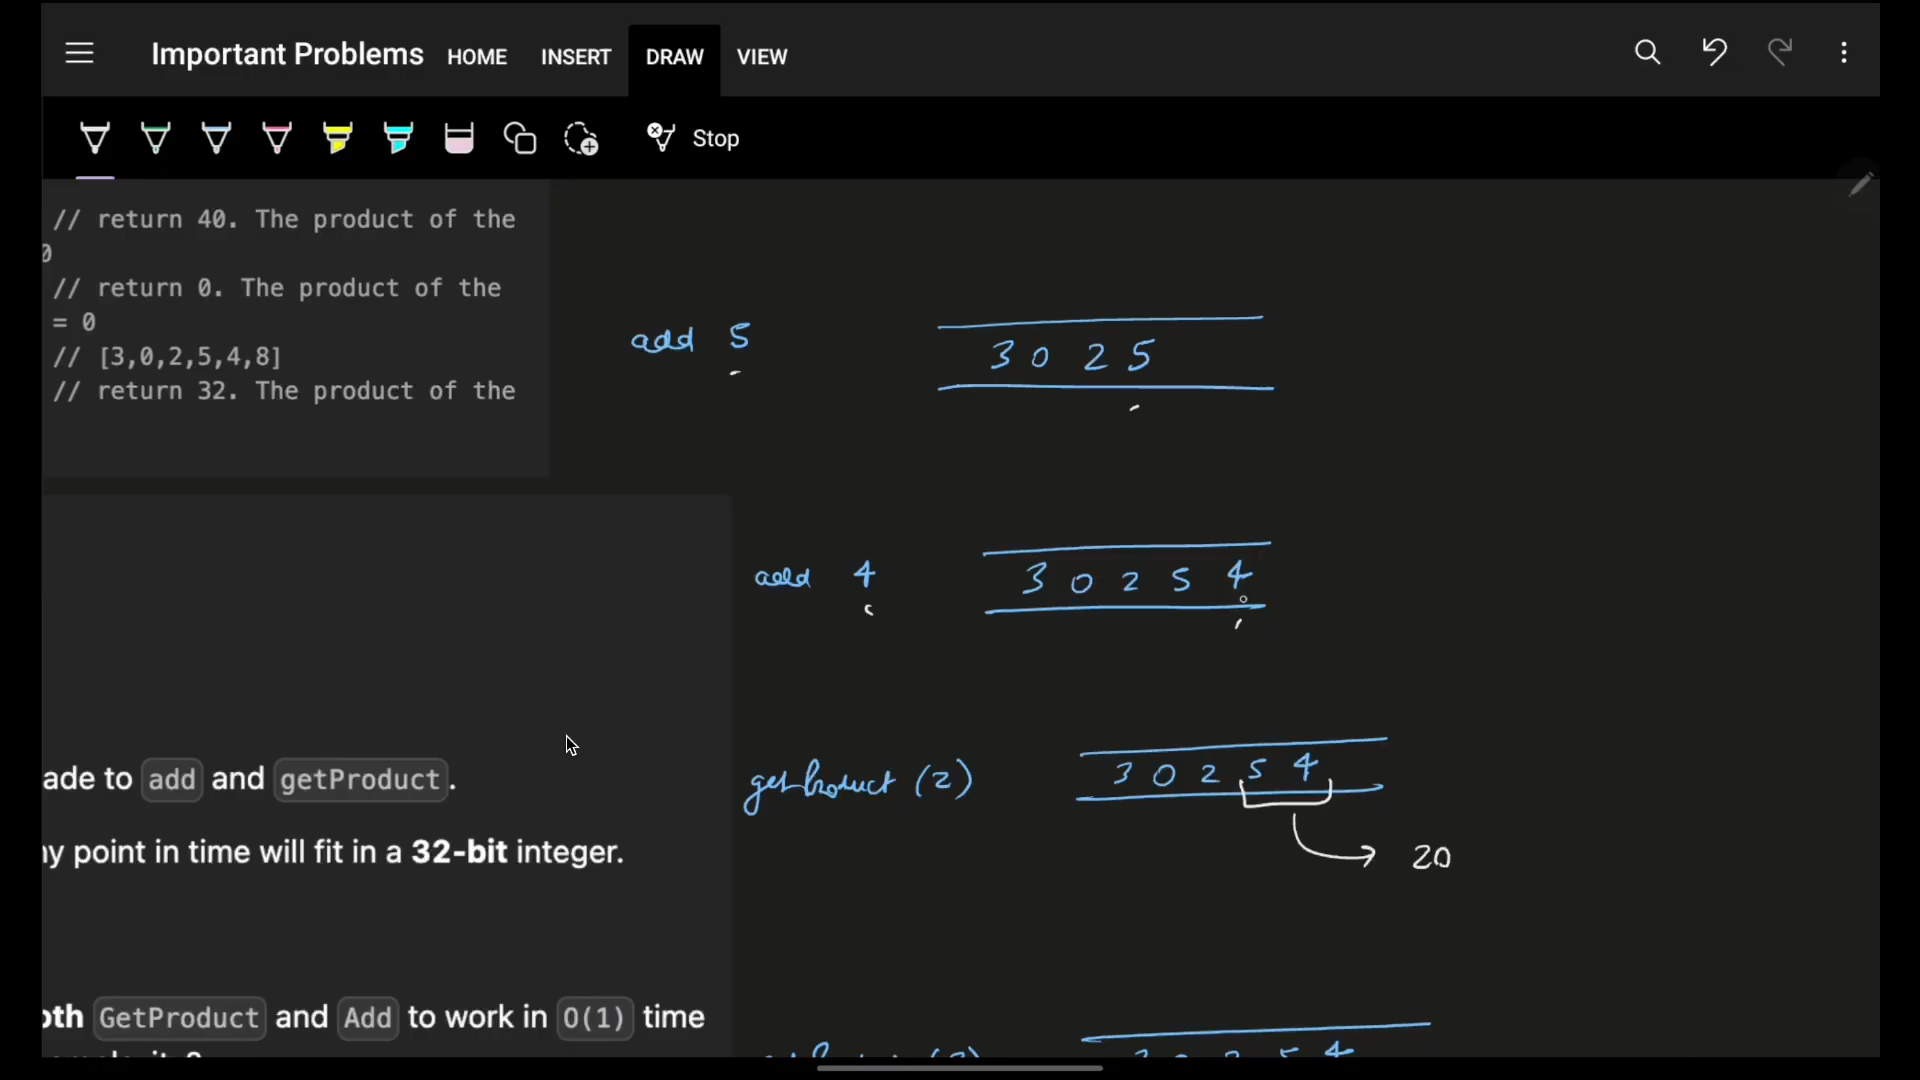 Important Problems HOME INSERT DRAW VIEW
Stop
// return 40. The product of the
0
// return 0. The product of the
= 0
// [3,0,2,5,4,8]
// return 32. The product of the
add 5
3 0 2 5
add 4
3 0 2 5 4
ade to add and getProduct.
getProduct (2)
3 0 2 5 4
20
y point in time will fit in a 32-bit integer.
oth GetProduct and Add to work in O(1) time